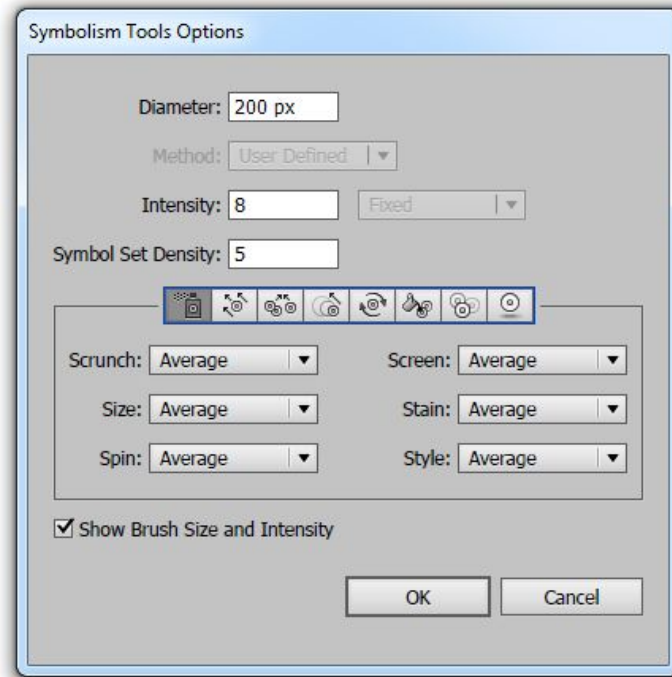 Symbolism Tools Options
Diameter: 200 px
Method: User Defined
Intensity: 8 Fixed
Symbol Set Density: 5
Scrunch: Average Screen: Average
Size: Average Stain: Average
Spin: Average Style: Average
Show Brush Size and Intensity
OK Cancel